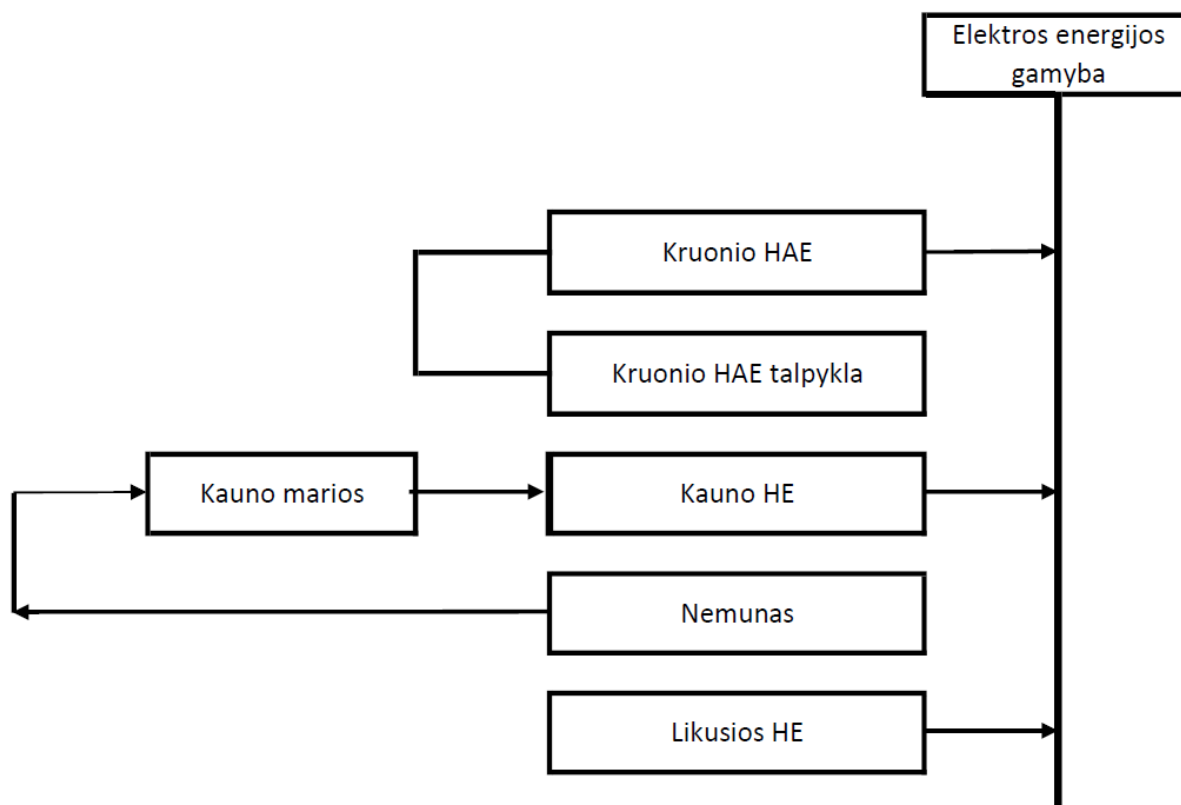 Elektros energijos
gamyba
Kruonio HAE
Kruonio HAE talpykla
Kauno marios
Kauno HE
Nemunas
Likusios HE